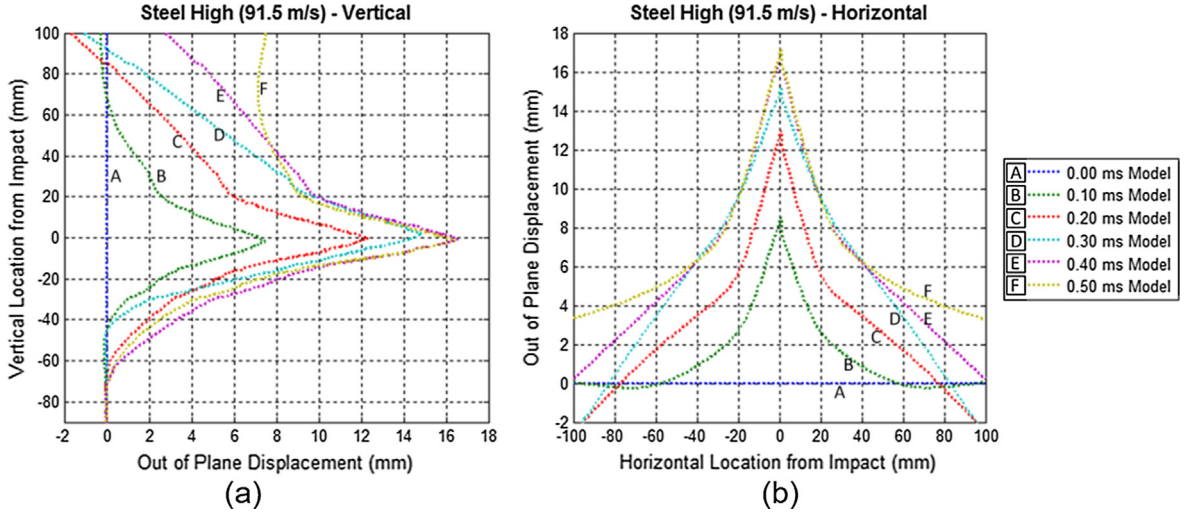 Steel High (91.5 m/s) - Vertical
100
80
60
40
20
0
-20
-40
-60
-80
-2 0 2 4 6 8 10 12 14 16 18
Vertical Location from Impact (mm)
Out of Plane Displacement (mm)
A B C D E F
(a)
Steel High (91.5 m/s) - Horizontal
18
16
14
12
10
8
6
4
2
0
-2
-100 -80 -60 -40 -20 0 20 40 60 80 100
Out of Plane Displacement (mm)
Horizontal Location from Impact (mm)
F
D E
C
B
A
(b)
A 0.00 ms Model
B 0.10 ms Model
C 0.20 ms Model
D 0.30 ms Model
E 0.40 ms Model
F 0.50 ms Model